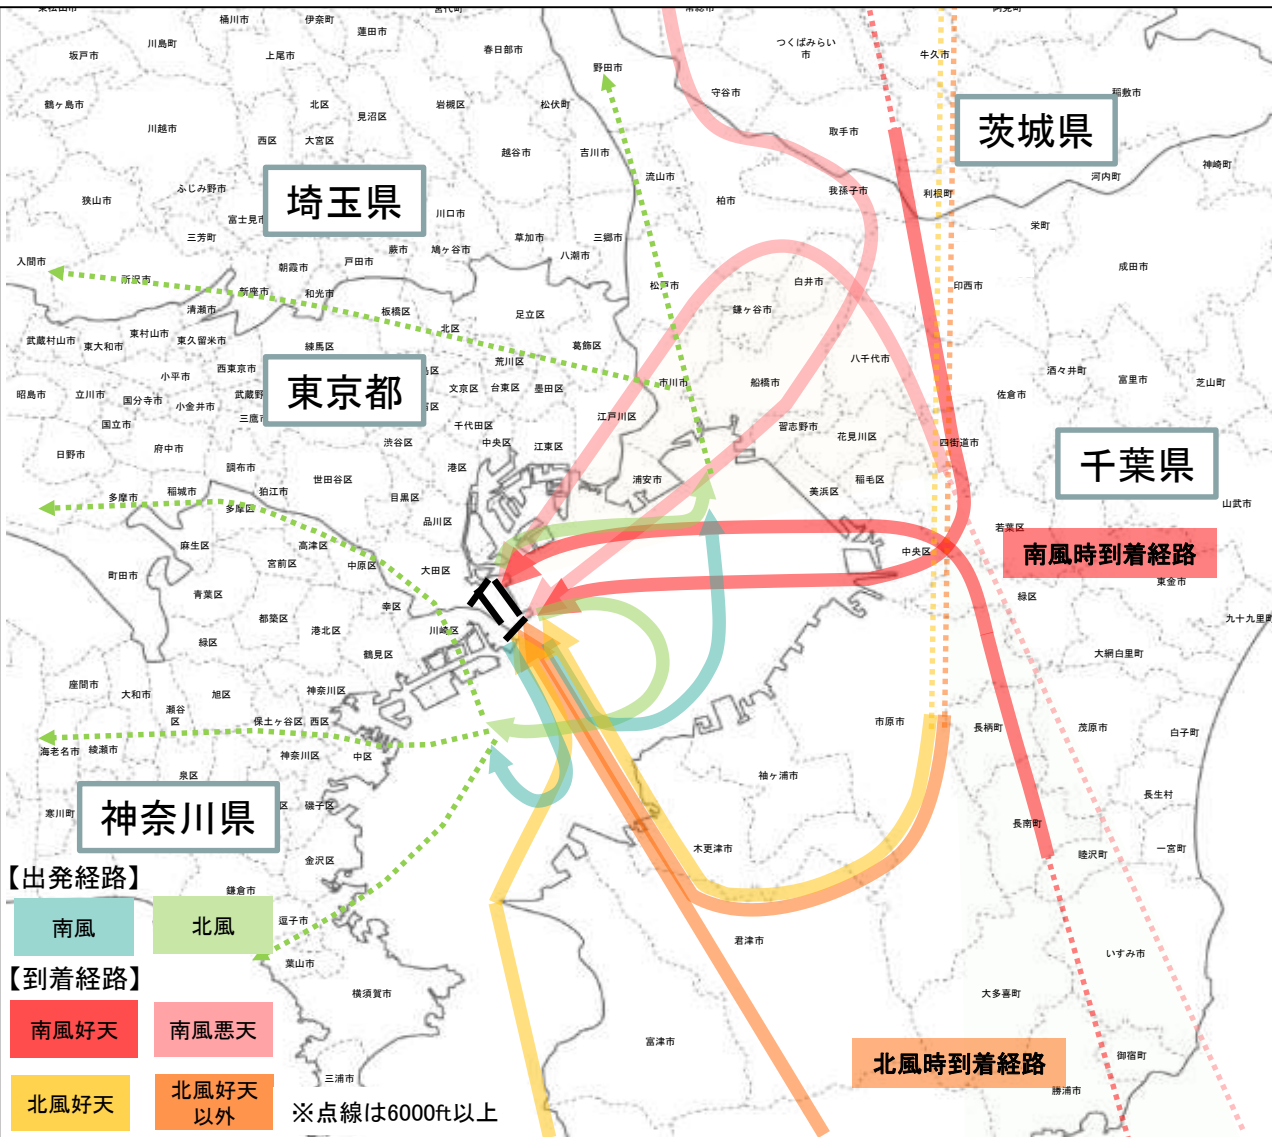 桶川市
伊奈町
蓮田市
宮代町
川島町
坂戸市
上尾市
春日部市
野田市
つくばみらい
市
牛久市
鶴ヶ島市
北区
岩槻区
松伏町
守谷市
稲敷市
川越市
見沼区
西区
大宮区
取手市
茨城県
越谷市
吉川市
流山市
神崎町
河内町
ふじみ野市
埼玉県
狭山市
柏市
我孫子市
利根町
富士見市
川口市
栄町
三芳町
草加市
三郷市
蕨市
鳩ヶ谷市
八潮市
入間市
所沢市
朝霞市
戸田市
成田市
新座市
和光市
松戸市
白井市
印西市
清瀬市
板橋区
足立区
鎌ヶ谷市
北区
武蔵村山市
東大和市
東村山市
東久留米市
練馬区
葛飾区
荒川区
八千代市
西東京市
小平市
東京都
文京区
台東区
墨田区
市川市
船橋市
酒々井町
富里市
芝山町
昭島市
立川市
国分寺市
小金井市
佐倉市
国立市
三鷹市
千代田区
江戸川区
習志野市
花見川区
四街道市
日野市
府中市
渋谷区
中央区
江東区
千葉県
調布市
港区
世田谷区
浦安市
稲毛区
美浜区
多摩市
稲城市
狛江市
目黒区
山武市
多摩区
品川区
若葉区
麻生区
高津区
中央区
南風時到着経路
町田市
宮前区
中原区
大田区
東金市
青葉区
幸区
緑区
都築区
港北区
川崎区
九十九里町
緑区
鶴見区
大網白里町
座間市
大和市
旭区
神奈川区
瀬谷
区
保土ヶ谷区
西区
市原市
長柄町
茂原市
白子町
海老名市
綾瀬市
神奈川区
中区
泉区
袖ヶ浦市
長生村
寒川町
神奈川県
磯子区
長南町
木更津市
睦沢町
一宮町
金沢区
【出発経路】
鎌倉市
南風
北風
逗子市
君津市
いすみ市
葉山市
【到着経路】
横須賀市
大多喜町
南風好天
南風悪天
富津市
北風時到着経路
御宿町
三浦市
勝浦市
北風好天
北風好天
以外
※点線は6000ft以上